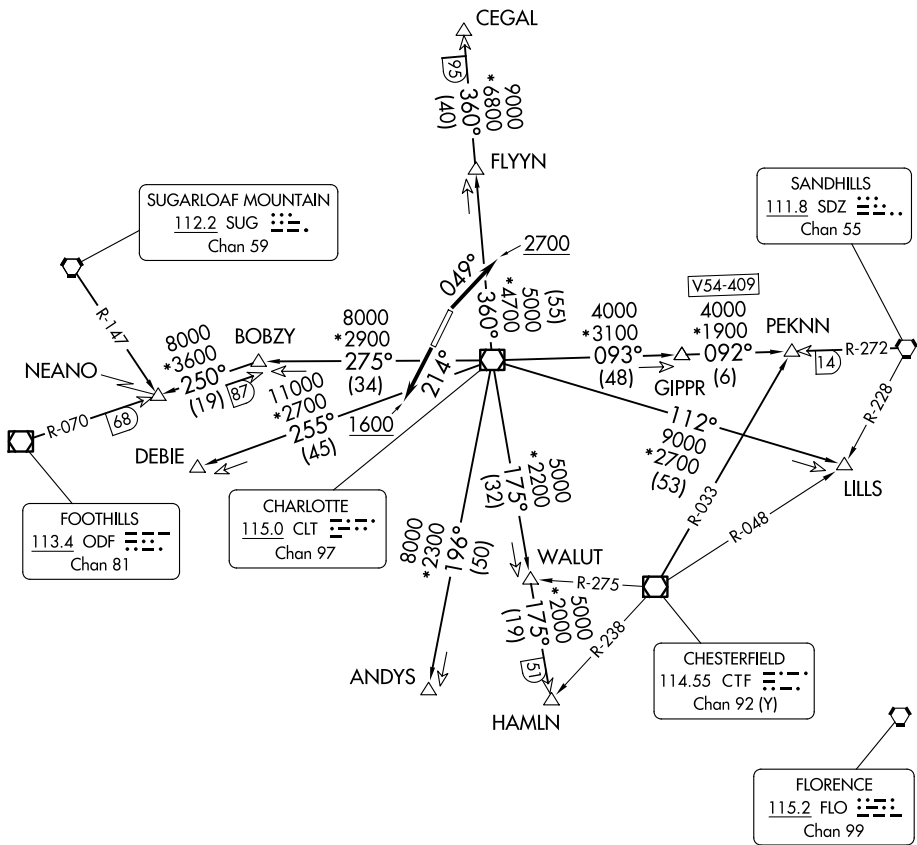 CEGAL
95
9000
*6800
360°
(40)
FLYYN
SUGARLOAF MOUNTAIN
112.2 SUG
Chan 59
SANDHILLS
111.8 SDZ
Chan 55
049°
2700
(55)
5000
*4700
360°
R-147
8000
*3600
250°
(19)
BOBZY
87
8000
*2900
275°
(34)
4000
*3100
093°
(48)
V54-409
4000
*1900
092°
(6)
PEKNN
14
R-272
NEANO
GIPPR
R-228
R-070
68
11000
*2700
255°
(45)
214°
1600
DEBIE
112°
9000
*2700
(53)
LILLS
FOOTHILLS
113.4 ODF
Chan 81
CHARLOTTE
115.0 CLT
Chan 97
5000
*2200
175°
(32)
R-033
R-048
8000
*2300
196°
(50)
WALUT
R-275
5000
*2000
175°
(19)
51
R-238
ANDYS
HAMLN
CHESTERFIELD
114.55 CTF
Chan 92 (Y)
FLORENCE
115.2 FLO
Chan 99